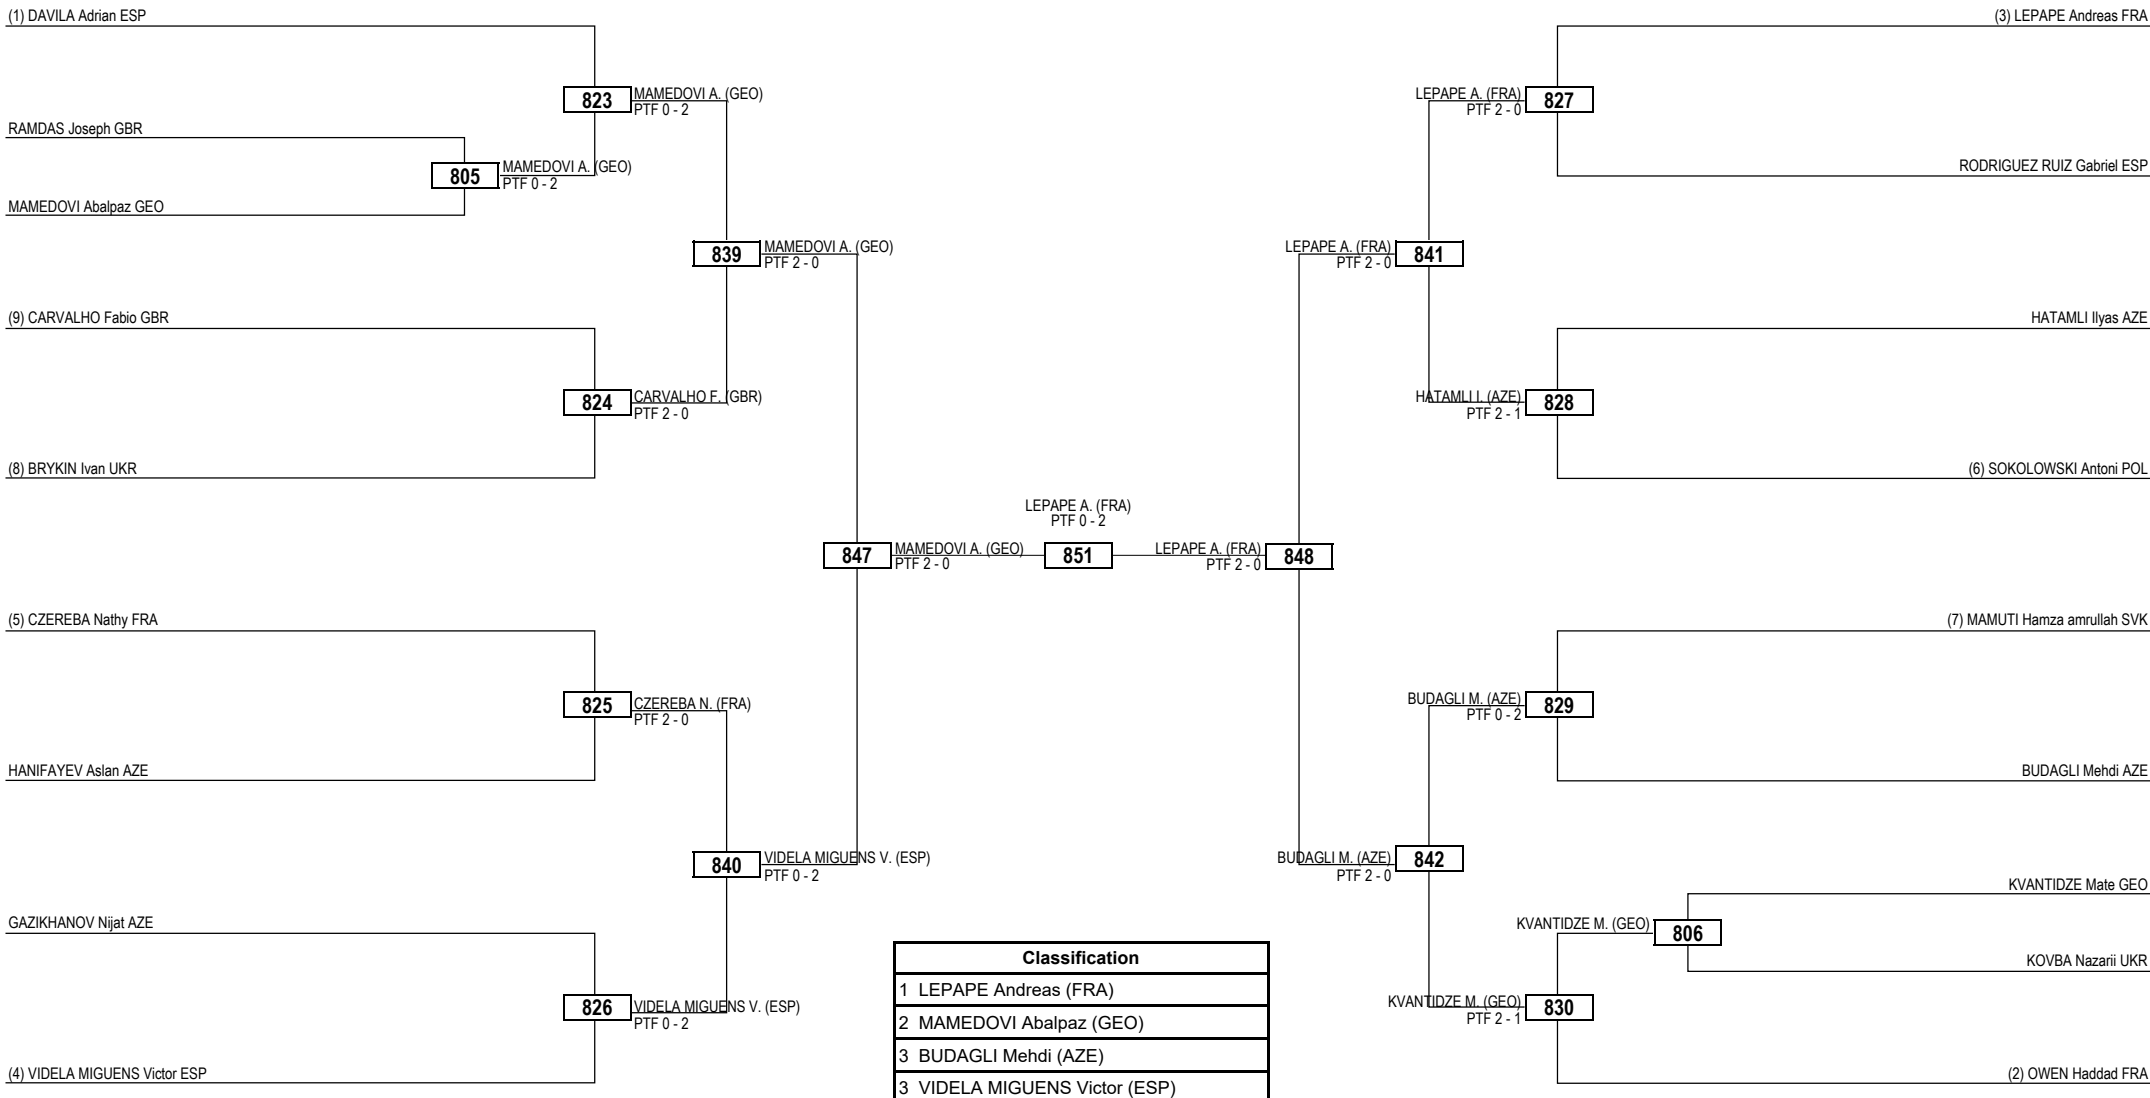 (1) DAVILA Adrian ESP
(3) LEPAPE Andreas FRA
823
MAMEDOVI A. (GEO)
PTF 0 - 2
LEPAPE A. (FRA)
PTF 2 - 0
827
RAMDAS Joseph GBR
805
MAMEDOVI A. (GEO)
PTF 0 - 2
RODRIGUEZ RUIZ Gabriel ESP
MAMEDOVI Abalpaz GEO
839
MAMEDOVI A. (GEO)
PTF 2 - 0
LEPAPE A. (FRA)
PTF 2 - 0
841
(9) CARVALHO Fabio GBR
HATAMLI Ilyas AZE
824
CARVALHO F. (GBR)
PTF 2 - 0
HATAMLI I. (AZE)
PTF 2 - 1
828
(8) BRYKIN Ivan UKR
(6) SOKOLOWSKI Antoni POL
LEPAPE A. (FRA)
PTF 0 - 2
847
MAMEDOVI A. (GEO)
PTF 2 - 0
851
LEPAPE A. (FRA)
PTF 2 - 0
848
(5) CZEREBA Nathy FRA
(7) MAMUTI Hamza amrullah SVK
825
CZEREBA N. (FRA)
PTF 2 - 0
BUDAGLI M. (AZE)
PTF 0 - 2
829
HANIFAYEV Aslan AZE
BUDAGLI Mehdi AZE
840
VIDELA MIGUENS V. (ESP)
PTF 0 - 2
BUDAGLI M. (AZE)
PTF 2 - 0
842
KVANTIDZE Mate GEO
GAZIKHANOV Nijat AZE
KVANTIDZE M. (GEO)
806
KOVBA Nazarii UKR
826
VIDELA MIGUENS V. (ESP)
PTF 0 - 2
KVANTIDZE M. (GEO)
PTF 2 - 1
830
(4) VIDELA MIGUENS Victor ESP
(2) OWEN Haddad FRA
Classification
1 LEPAPE Andreas (FRA)
2 MAMEDOVI Abalpaz (GEO)
3 BUDAGLI Mehdi (AZE)
3 VIDELA MIGUENS Victor (ESP)